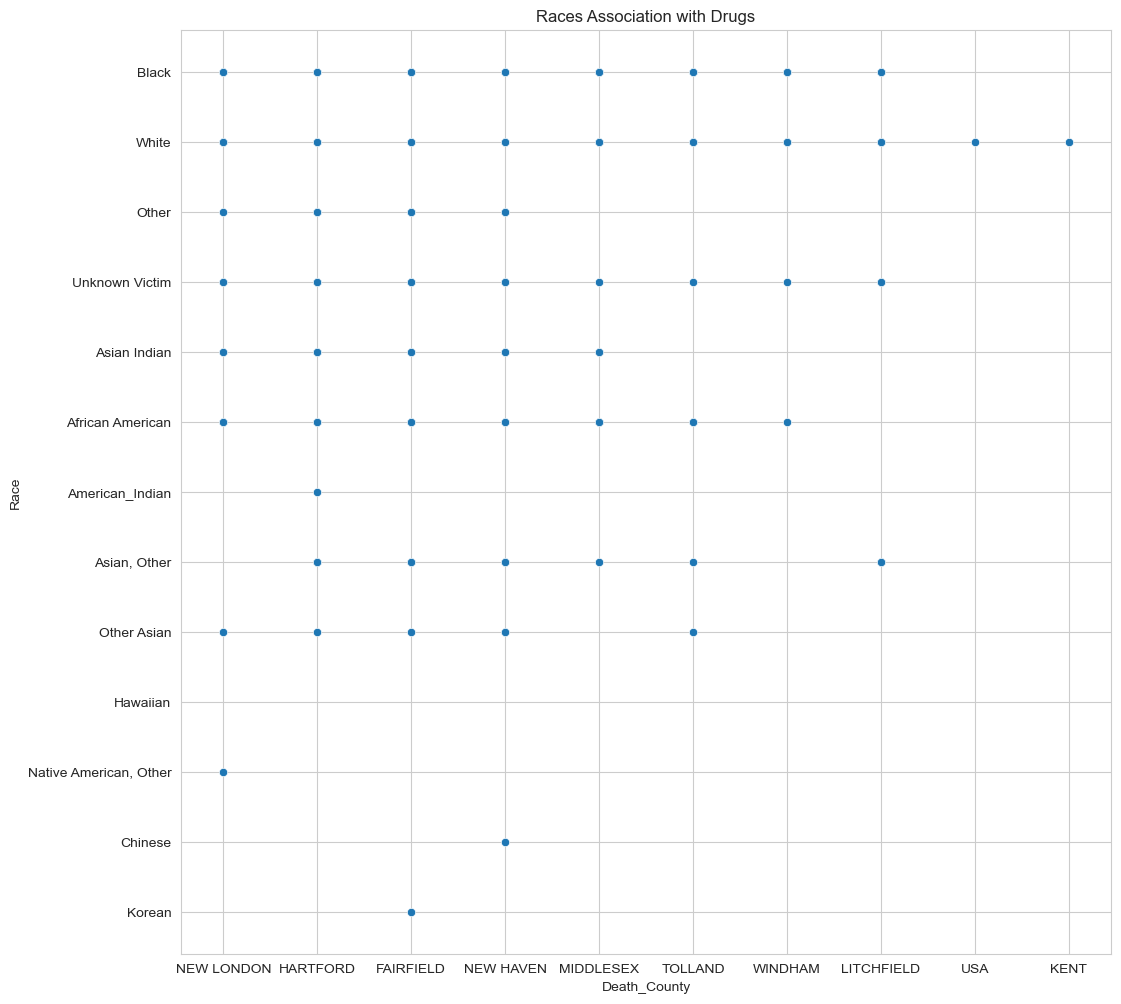 Races Association with Drugs
Black
White
Other
Unknown Victim
Asian Indian
African American
American_Indian
Asian, Other
Other Asian
Hawaiian
Native American, Other
Chinese
Korean
Race
NEW LONDON HARTFORD FAIRFIELD NEW HAVEN MIDDLESEX TOLLAND WINDHAM LITCHFIELD USA KENT
Death_County